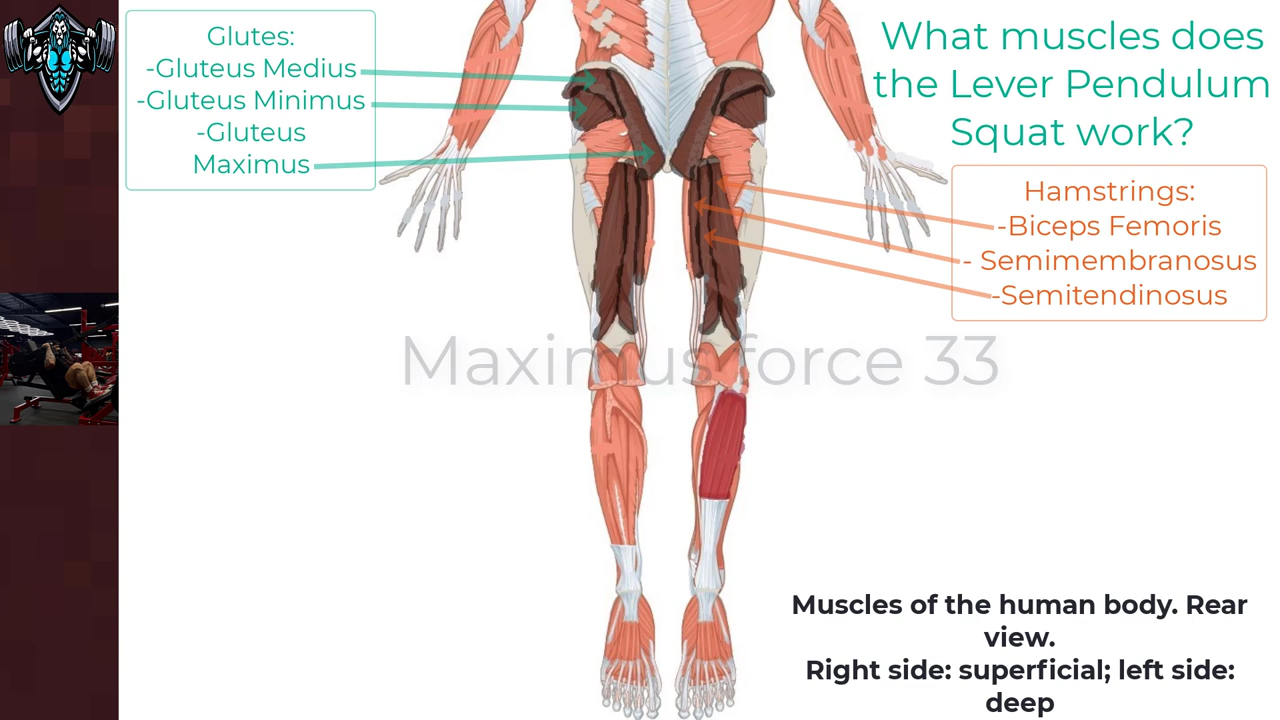 Glutes:
-Gluteus Medius
-Gluteus Minimus
-Gluteus
Maximus
What muscles does
the Lever Pendulum
Squat work?
Hamstrings:
-Biceps Femoris
- Semimembranosus
-Semitendinosus
Maximus force 33
Muscles of the human body. Rear
view.
Right side: superficial; left side:
deep